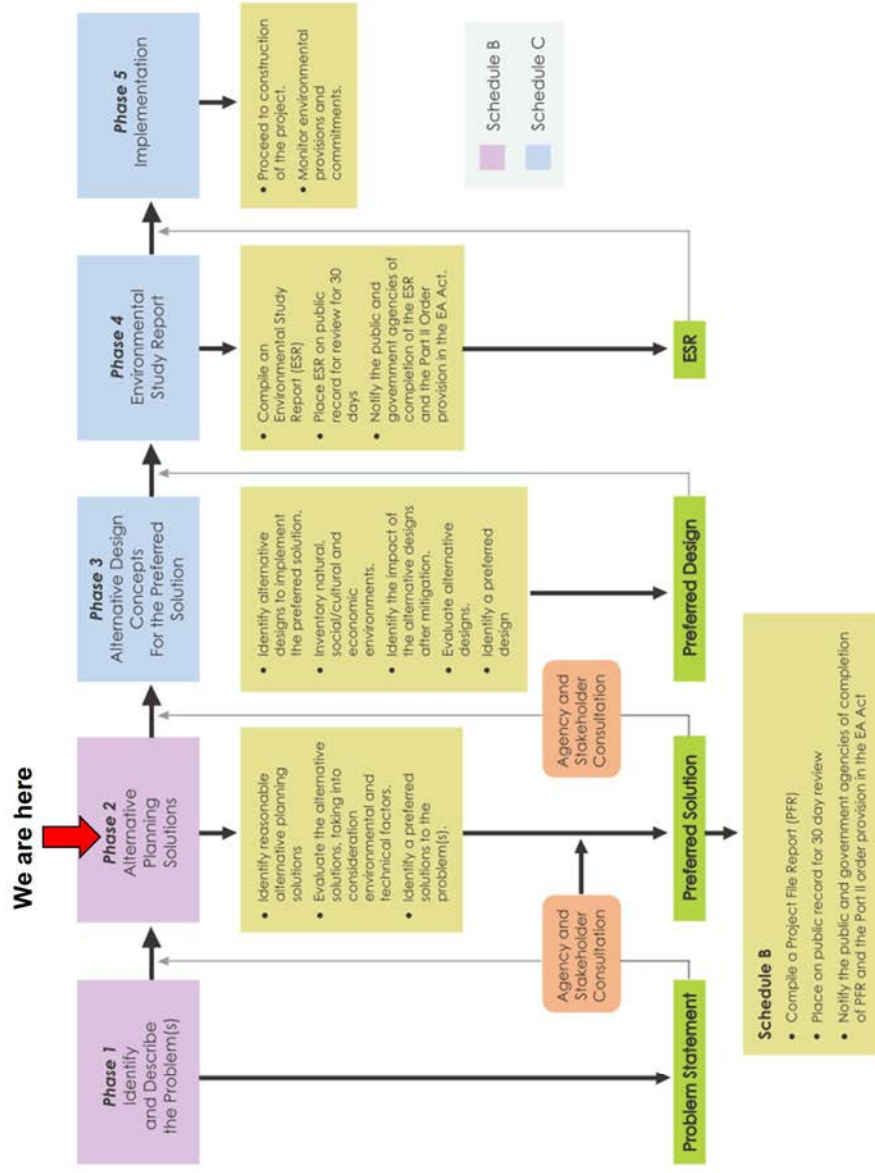 We are here
Phase 1
Identify
and Describe
the Problem(s)
Phase 2
Alternative
Planning
Solutions
Phase 3
Alternative Design
Concepts
For the Preferred
Solution
Phase 4
Environmental
Study Report
Phase 5
Implementation
• Identify reasonable
alternative planning
solutions
• Evaluate the alternative
solutions, taking into
consideration
environmental and
technical factors.
• Identify a preferred
solutions to the
problem(s).
• Identify alternative
designs to implement
the preferred solution.
• Inventory natural,
social/cultural and
economic
environments.
• Identify the impact of
the alternative designs
after mitigation.
• Evaluate alternative
designs.
• Identify a preferred
design
• Compile an
Environmental Study
Report (ESR)
• Place ESR on public
record for review for 30
days
• Notify the public and
government agencies of
completion of the ESR
and the Part II Order
provision in the EA Act.
• Proceed to construction
of the project.
• Monitor environmental
provisions and
commitments.
Agency and
Stakeholder
Consultation
Agency and
Stakeholder
Consultation
Schedule B
Schedule C
Problem Statement
Preferred Solution
Preferred Design
ESR
Schedule B
• Compile a Project File Report (PFR)
• Place on public record for 30 day review
• Notify the public and government agencies of completion
of PFR and the Part II order provision in the EA Act